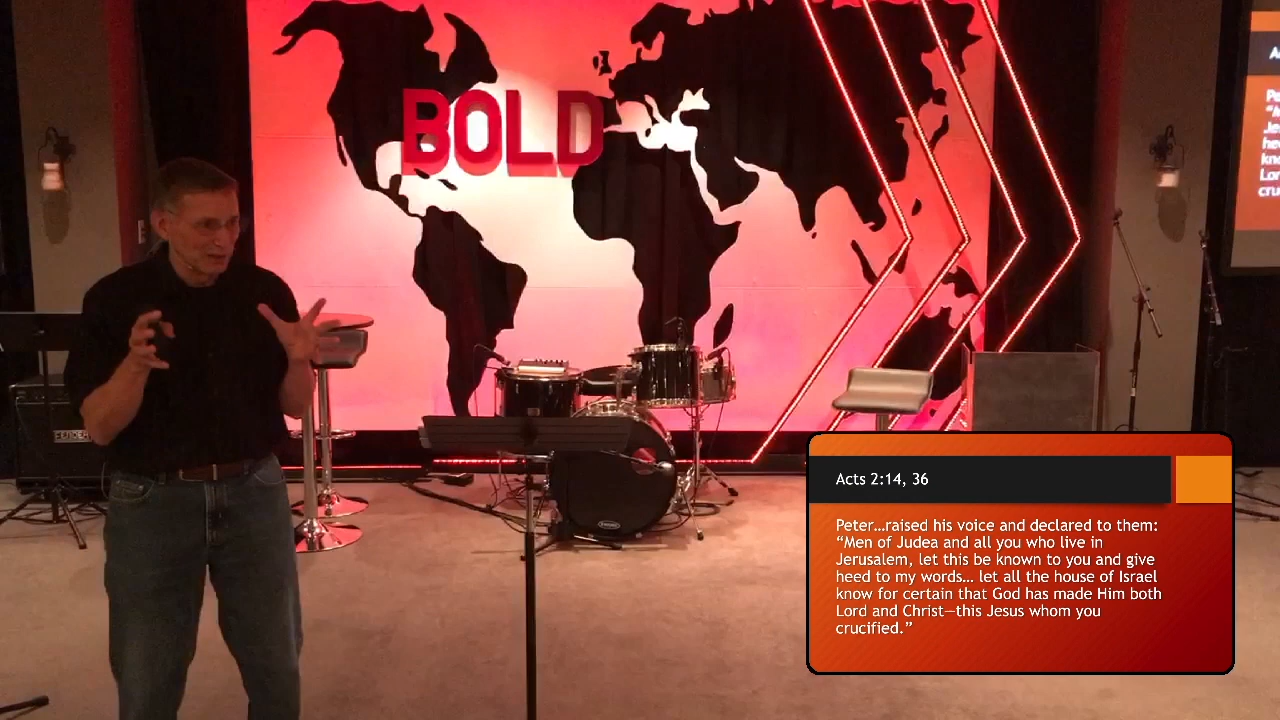 BOLD
FENDER
Acts 2:14, 36
Peter…raised his voice and declared to them:
“Men of Judea and all you who live in
Jerusalem, let this be known to you and give
heed to my words… let all the house of Israel
know for certain that God has made Him both
Lord and Christ—this Jesus whom you
crucified.”